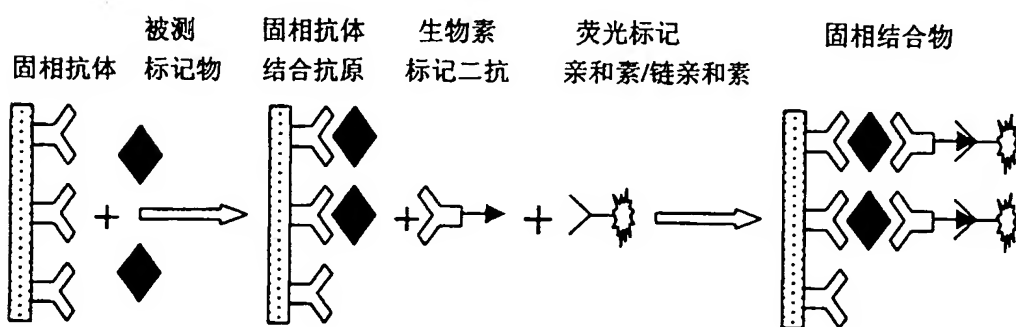 固相抗体
被测
标记物
固相抗体
结合抗原
生物素
标记二抗
荧光标记
亲和素/链亲和素
固相结合物